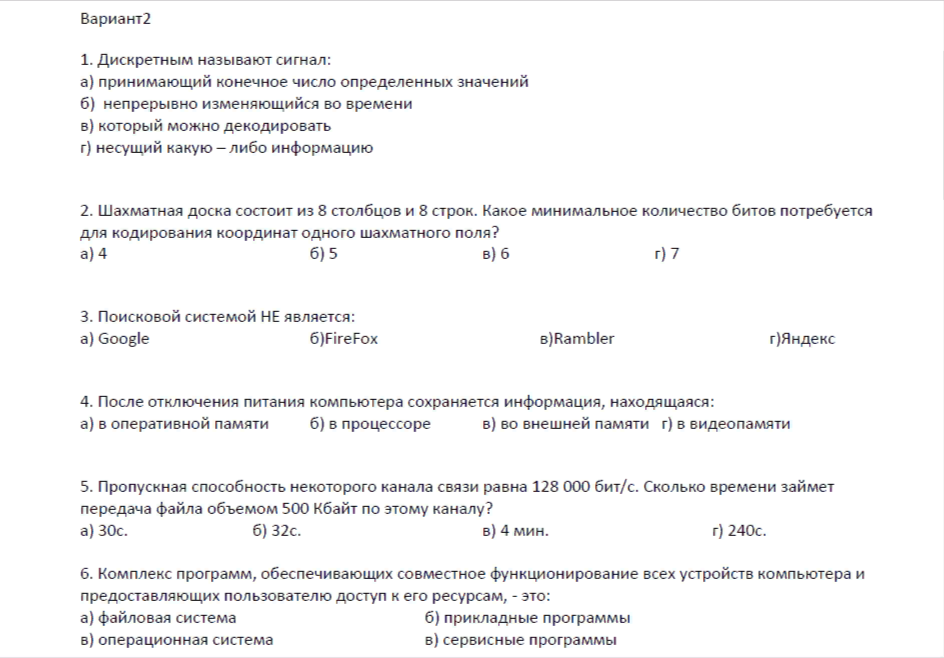 Вариант2
1. Дискретным называют сигнал:
а) принимающий конечное число определенных значений
б)  непрерывно изменяющийся во времени
в) который можно декодировать
г) несущий какую – либо информацию
2. Шахматная доска состоит из 8 столбцов и 8 строк. Какое минимальное количество битов потребуется
для кодирования координат одного шахматного поля?
а) 4 б) 5 в) 6 г) 7
3. Поисковой системой НЕ является:
а) Google б)FireFox в)Rambler г)Яндекс
4. После отключения питания компьютера сохраняется информация, находящаяся:
а) в оперативной памяти б) в процессоре в) во внешней памяти г) в видеопамяти
5. Пропускная способность некоторого канала связи равна 128 000 бит/с. Сколько времени займет
передача файла объемом 500 Кбайт по этому каналу?
а) 30с. б) 32с. в) 4 мин. г) 240с.
6. Комплекс программ, обеспечивающих совместное функционирование всех устройств компьютера и
предоставляющих пользователю доступ к его ресурсам, - это:
а) файловая система б) прикладные программы
в) операционная система в) сервисные программы